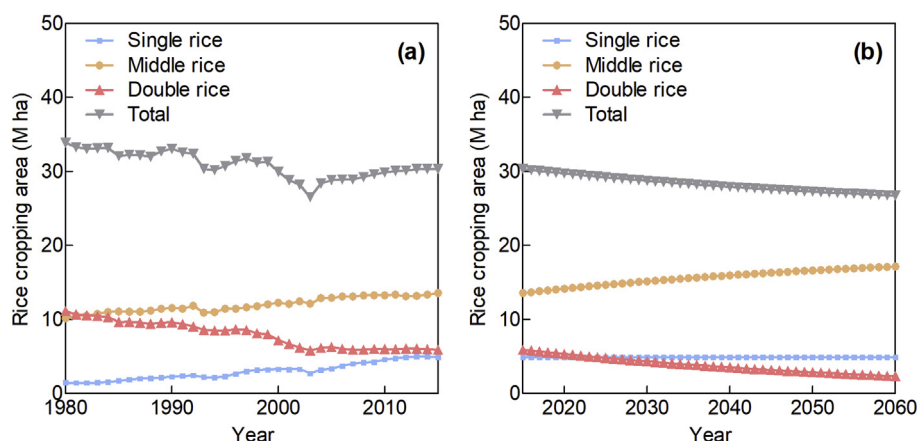 Rice cropping area (M ha)
50
40
30
20
10
0
Single rice
Middle rice
Double rice
Total
(a)
1980 1990 2000 2010
Year
Rice cropping area (M ha)
50
40
30
20
10
0
Single rice
Middle rice
Double rice
Total
(b)
2020 2030 2040 2050 2060
Year